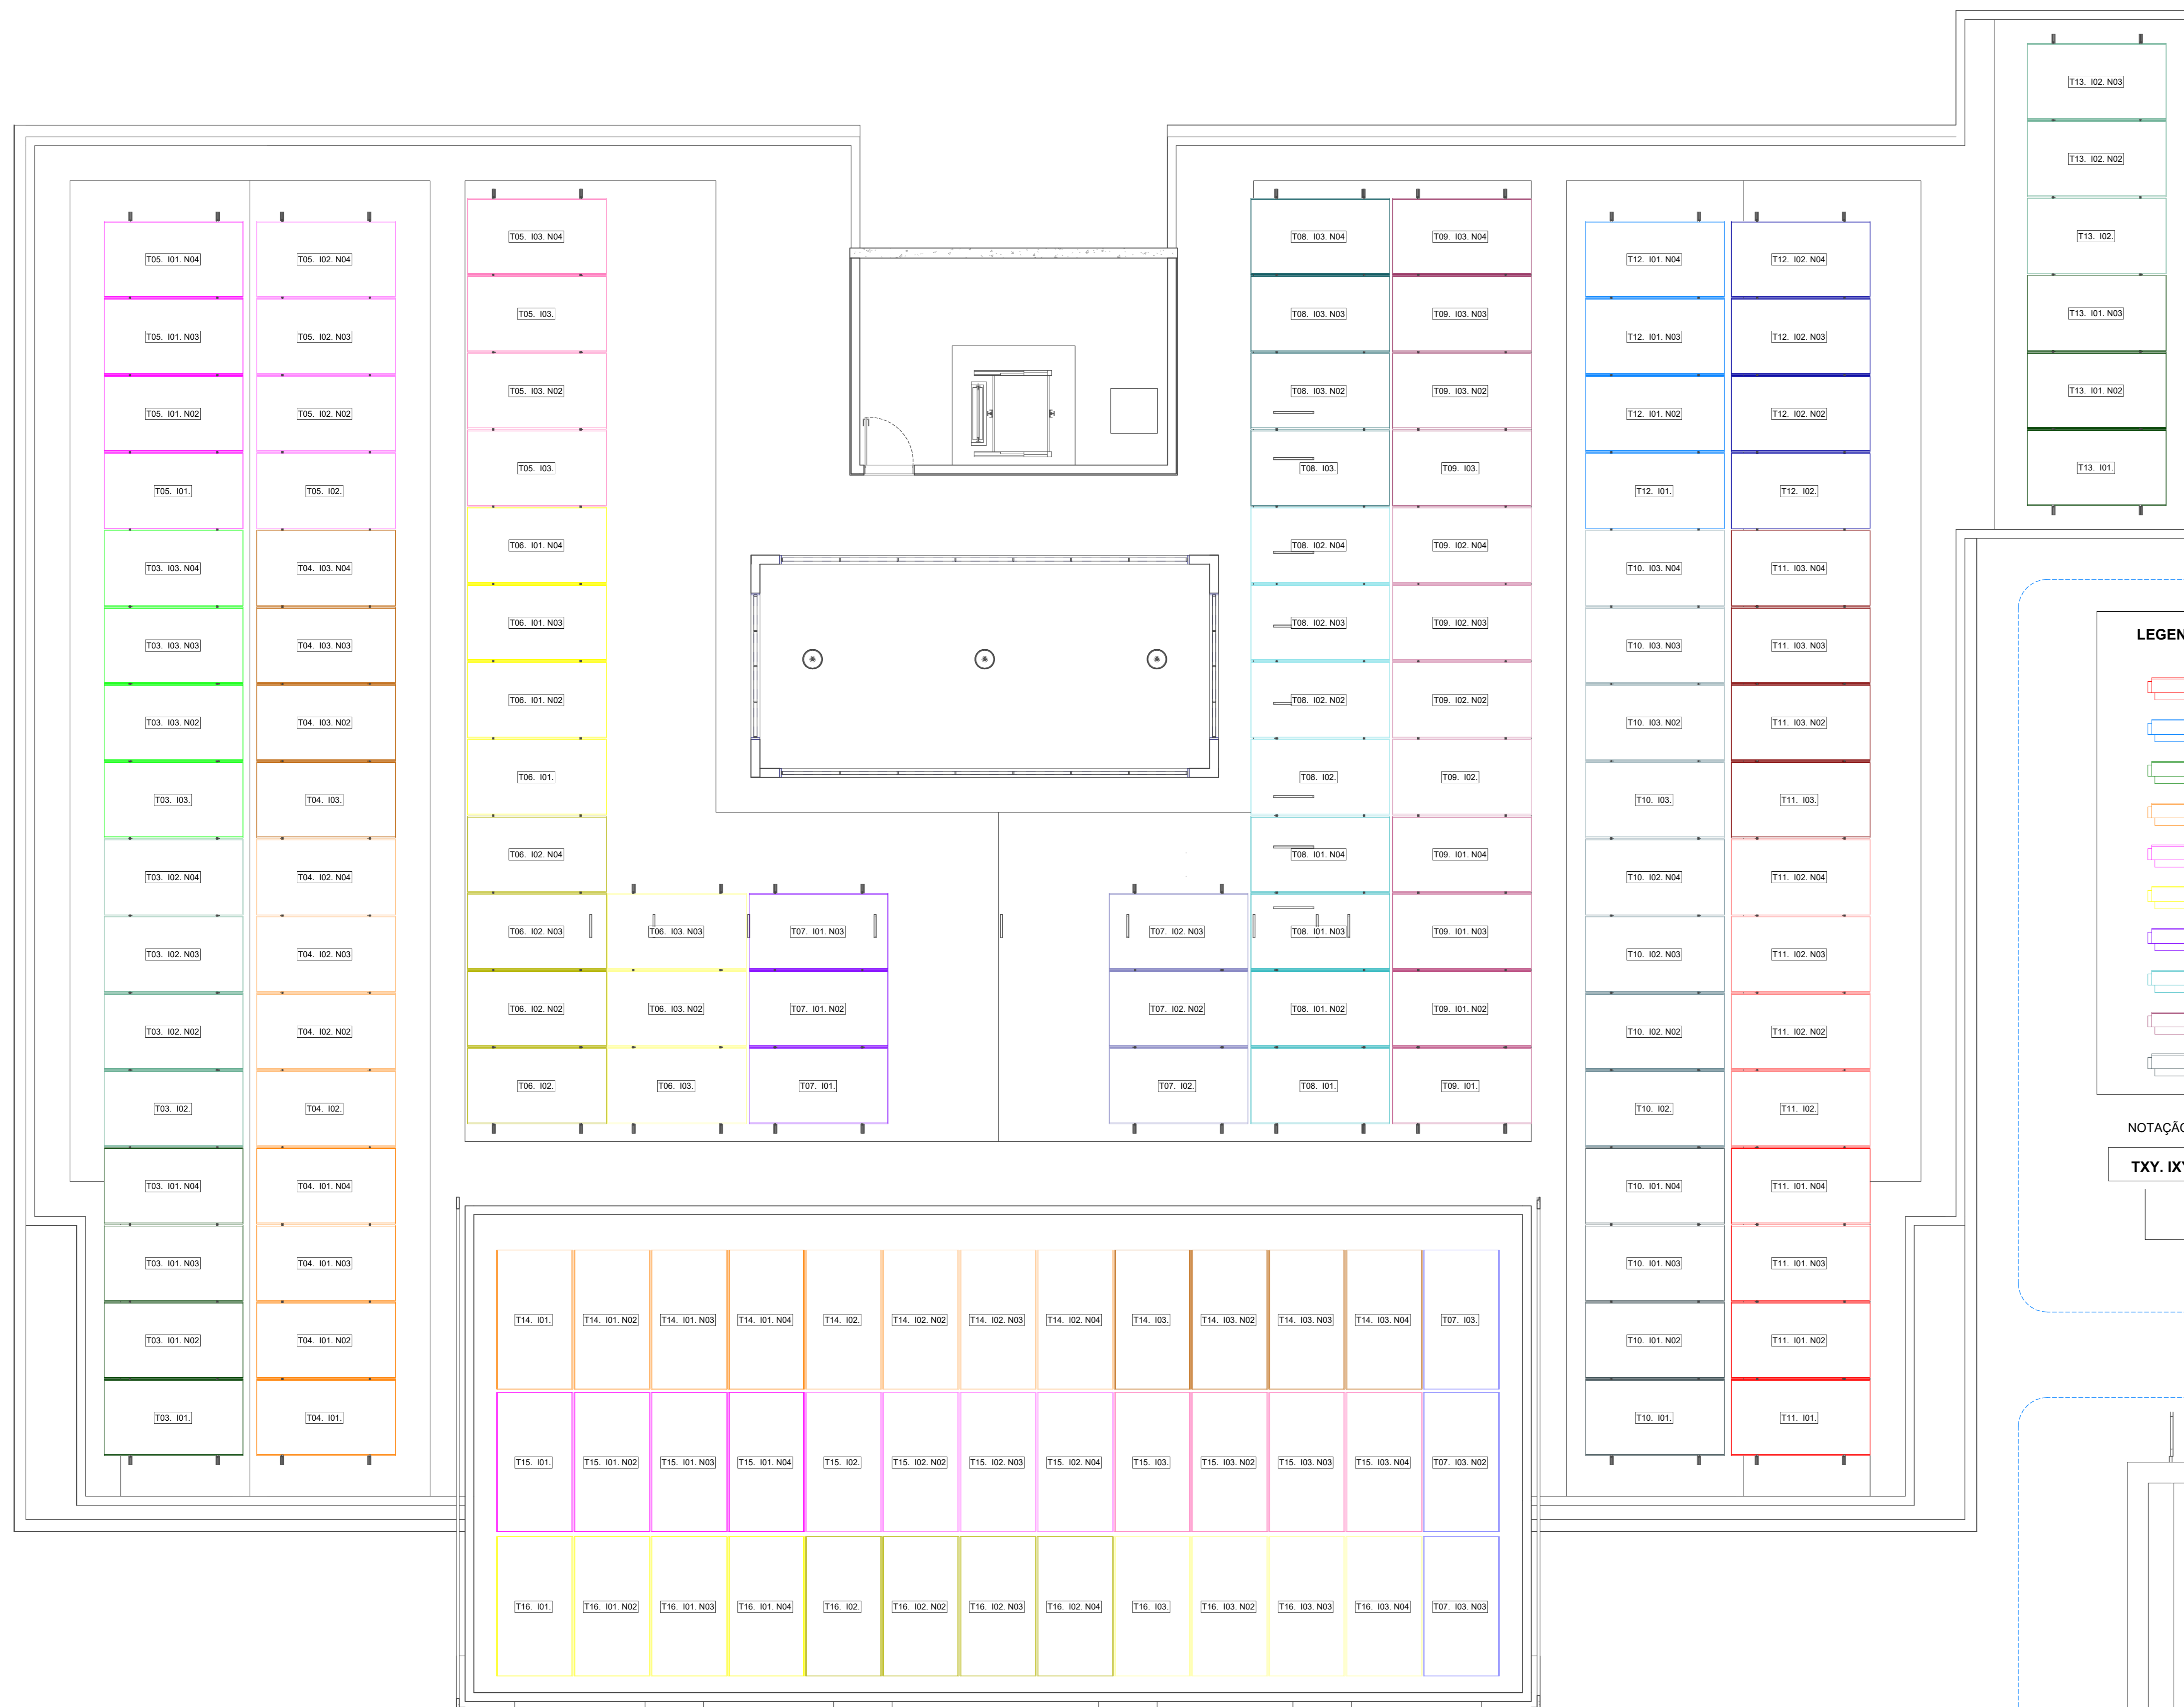 T05. I01. N04
T05. I01. N03
T05. I01. N02
T05. I01.
T03. I03. N04
T03. I03. N03
T03. I03. N02
T03. I03.
T03. I02. N04
T03. I02. N03
T03. I02. N02
T03. I02.
T03. I01. N04
T03. I01. N03
T03. I01. N02
T03. I01.
T05. I02. N04
T05. I02. N03
T05. I02. N02
T05. I02.
T04. I03. N04
T04. I03. N03
T04. I03. N02
T04. I03.
T04. I02. N04
T04. I02. N03
T04. I02. N02
T04. I02.
T04. I01. N04
T04. I01. N03
T04. I01. N02
T04. I01.
T05. I03. N04
T05. I03.
T05. I03. N02
T05. I03.
T06. I01. N04
T06. I01. N03
T06. I01. N02
T06. I01.
T06. I02. N04
T06. I02. N03
T06. I02. N02
T06. I02.
T06. I03. N03
T06. I03. N02
T06. I03.
T07. I01. N03
T07. I01. N02
T07. I01.
T07. I02. N03
T07. I02. N02
T07. I02.
T08. I03. N04
T08. I03. N03
T08. I03. N02
T08. I03.
T08. I02. N04
T08. I02. N03
T08. I02. N02
T08. I02.
T08. I01. N04
T08. I01. N03
T08. I01. N02
T08. I01.
T09. I03. N04
T09. I03. N03
T09. I03. N02
T09. I03.
T09. I02. N04
T09. I02. N03
T09. I02. N02
T09. I02.
T09. I01. N04
T09. I01. N03
T09. I01. N02
T09. I01.
T12. I01. N04
T12. I01. N03
T12. I01. N02
T12. I01.
T10. I03. N04
T10. I03. N03
T10. I03. N02
T10. I03.
T10. I02. N04
T10. I02. N03
T10. I02. N02
T10. I02.
T10. I01. N04
T10. I01. N03
T10. I01. N02
T10. I01.
T12. I02. N04
T12. I02. N03
T12. I02. N02
T12. I02.
T11. I03. N04
T11. I03. N03
T11. I03. N02
T11. I03.
T11. I02. N04
T11. I02. N03
T11. I02. N02
T11. I02.
T11. I01. N04
T11. I01. N03
T11. I01. N02
T11. I01.
T13. I02. N03
T13. I02. N02
T13. I02.
T13. I01. N03
T13. I01. N02
T13. I01.
LEGEN
NOTAÇÃO
TXY. IXY
T14. I01.
T14. I01. N02
T14. I01. N03
T14. I01. N04
T14. I02.
T14. I02. N02
T14. I02. N03
T14. I02. N04
T14. I03.
T14. I03. N02
T14. I03. N03
T14. I03. N04
T07. I03.
T15. I01.
T15. I01. N02
T15. I01. N03
T15. I01. N04
T15. I02.
T15. I02. N02
T15. I02. N03
T15. I02. N04
T15. I03.
T15. I03. N02
T15. I03. N03
T15. I03. N04
T07. I03. N02
T16. I01.
T16. I01. N02
T16. I01. N03
T16. I01. N04
T16. I02.
T16. I02. N02
T16. I02. N03
T16. I02. N04
T16. I03.
T16. I03. N02
T16. I03. N03
T16. I03. N04
T07. I03. N03